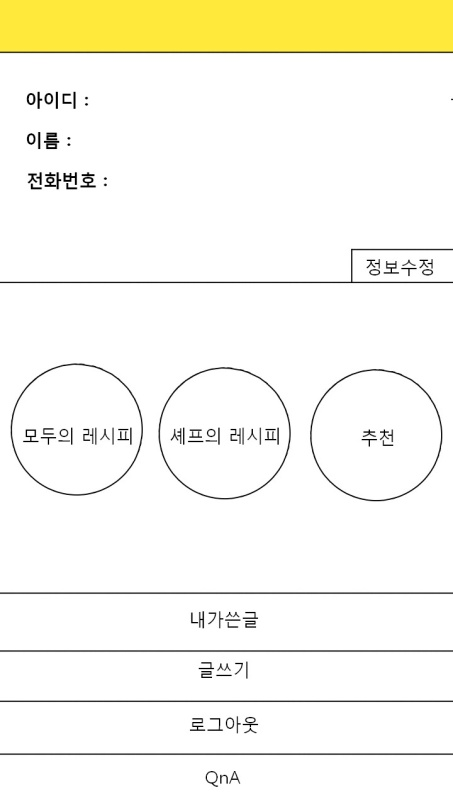 아이디 :
이름 :
전화번호 :
정보수정
모두의 레시피
셰프의 레시피
추천
내가쓴글
글쓰기
로그아웃
QnA